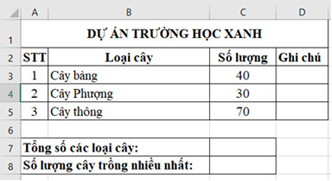 A B C D
1 DỰ ÁN TRƯỜNG HỌC XANH
2 STT Loại cây Số lượng Ghi chú
3 1 Cây bàng 40
4 2 Cây Phượng 30
5 3 Cây thông 70
6
7 Tổng số các loại cây:
8 Số lượng cây trồng nhiều nhất: